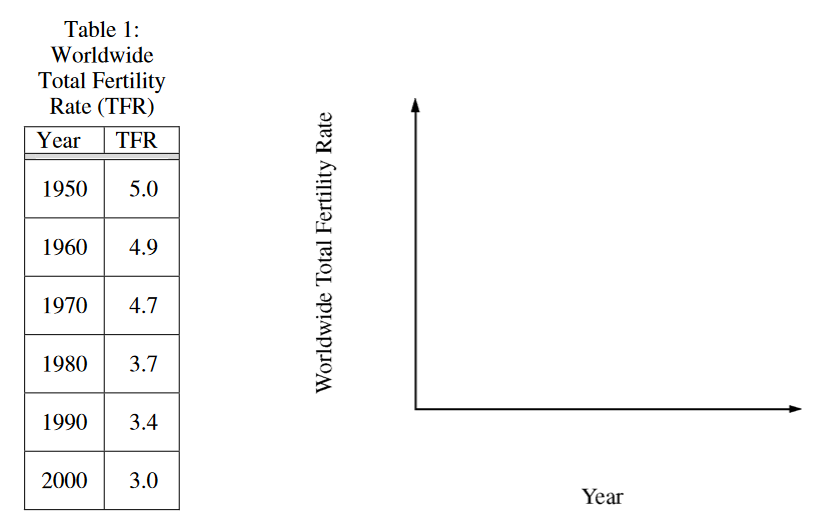 Table 1:
Worldwide
Total Fertility
Rate (TFR)
Year TFR
1950 5.0
1960 4.9
1970 4.7
1980 3.7
1990 3.4
2000 3.0
Worldwide Total Fertility Rate
Year